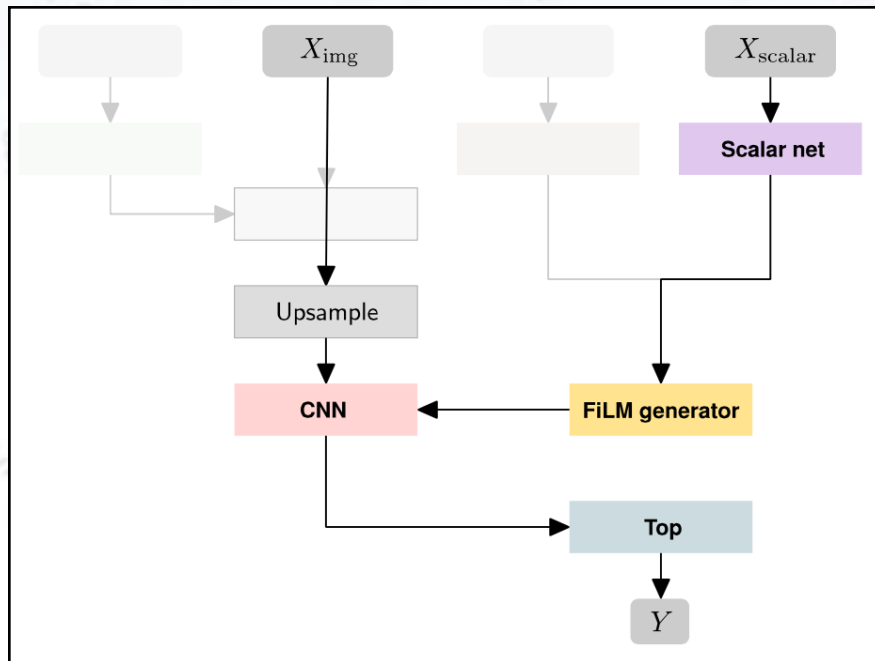 X_img
X_scalar
Scalar net
Upsample
CNN
FiLM generator
Top
Y